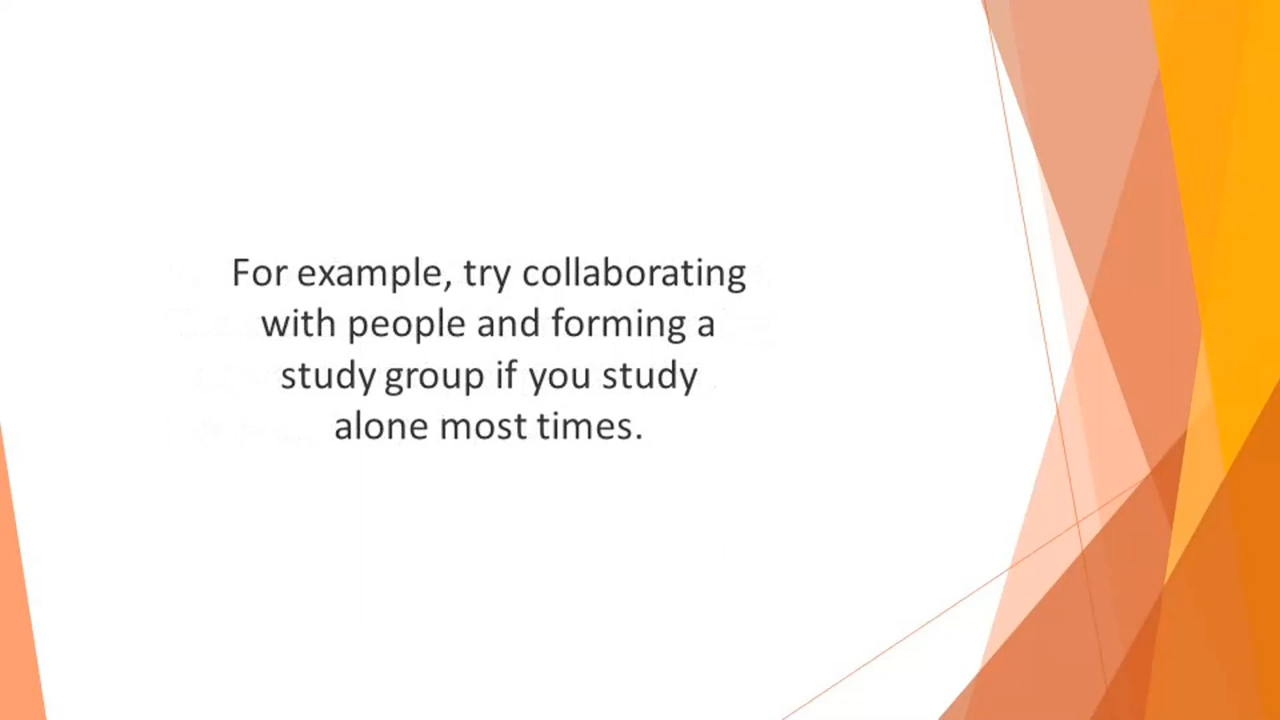 For example, try collaborating
with people and forming a
study group if you study
alone most times.